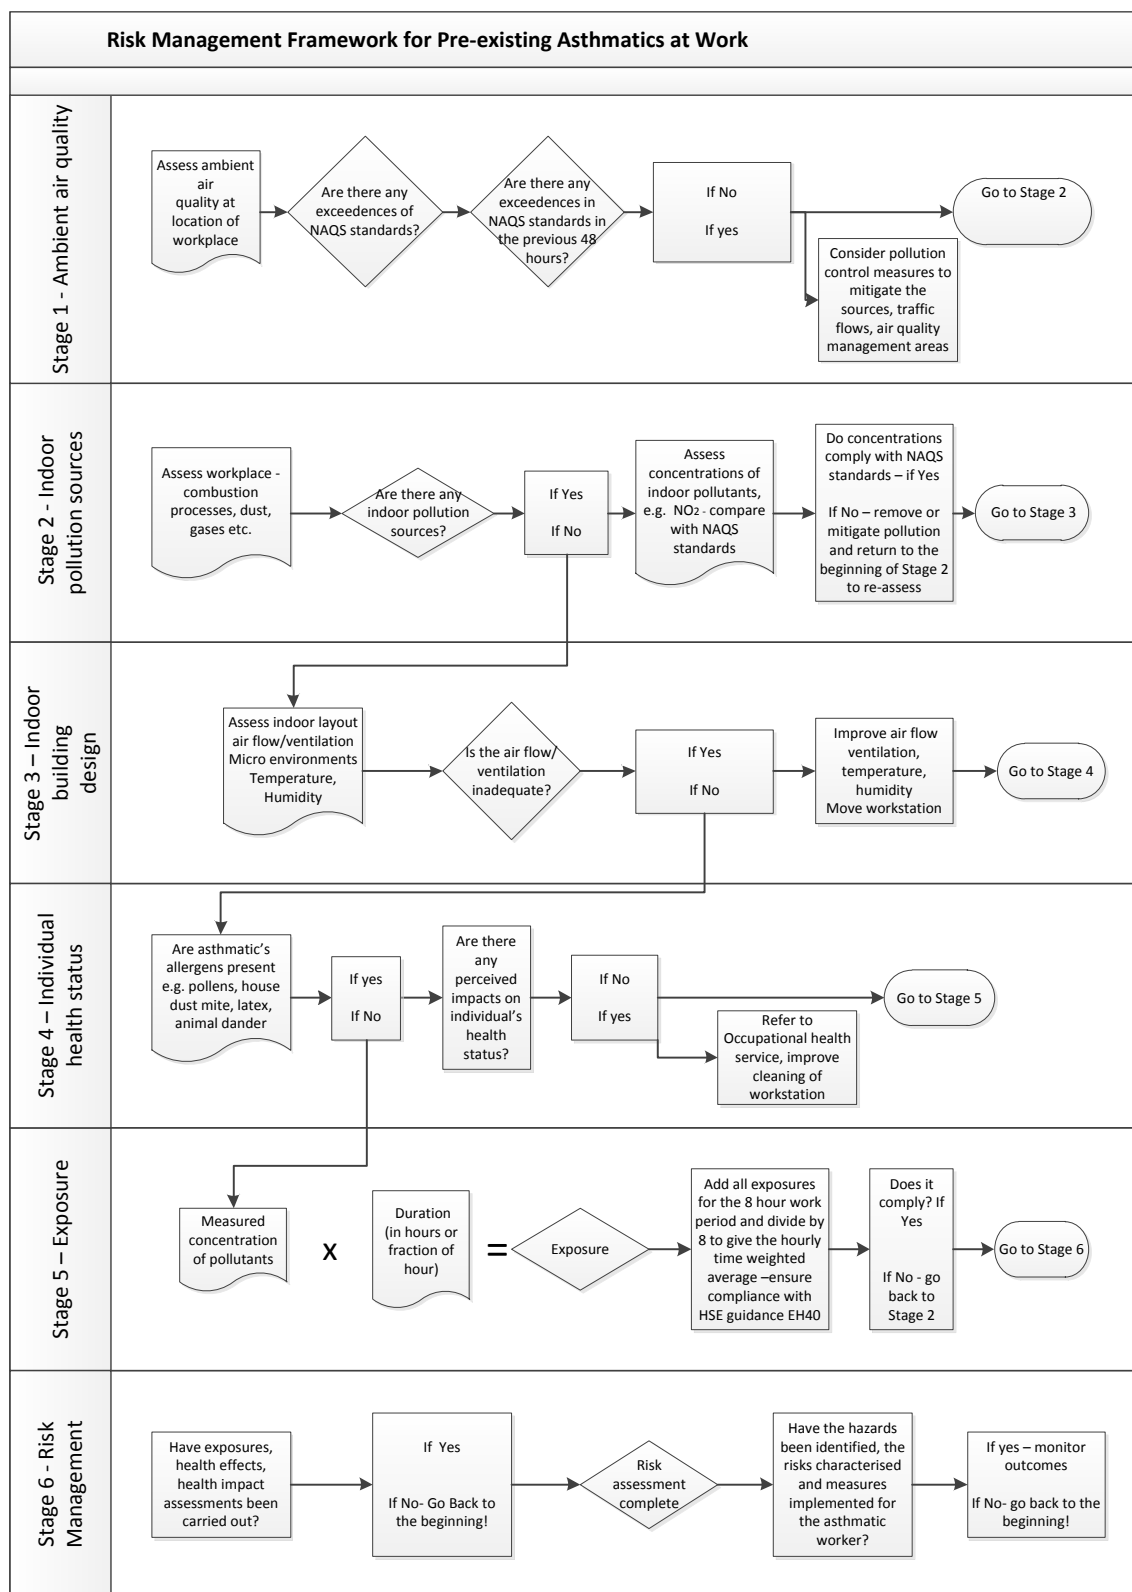 Risk Management Framework for Pre-existing Asthmatics at Work
Stage 1 - Ambient air quality
Assess ambient
air
quality at
location of
workplace
Are there any
exceedences of
NAQS standards?
Are there any
exceedences in
NAQS standards in
the previous 48
hours?
If No
If yes
Go to Stage 2
Consider pollution
control measures to
mitigate the
sources, traffic
flows, air quality
management areas
Stage 2 - Indoor
pollution sources
Assess workplace -
combustion
processes, dust,
gases etc.
Are there any
indoor pollution
sources?
If Yes
If No
Assess
concentrations of
indoor pollutants,
e.g. NO2 - compare
with NAQS
standards
Do concentrations
comply with NAQS
standards – if Yes
If No – remove or
mitigate pollution
and return to the
beginning of Stage 2
to re-assess
Go to Stage 3
Stage 3 – Indoor
building
design
Assess indoor layout
air flow/ventilation
Micro environments
Temperature,
Humidity
Is the air flow/
ventilation
inadequate?
If Yes
If No
Improve air flow
ventilation,
temperature,
humidity
Move workstation
Go to Stage 4
Stage 4 – Individual
health status
Are asthmatic’s
allergens present
e.g. pollens, house
dust mite, latex,
animal dander
If yes
If No
Are there
any
perceived
impacts on
individual’s
health
status?
If No
If yes
Go to Stage 5
Refer to
Occupational health
service, improve
cleaning of
workstation
Stage 5 – Exposure
Measured
concentration
of pollutants
x
Duration
(in hours or
fraction of
hour)
=
Exposure
Add all exposures
for the 8 hour work
period and divide by
8 to give the hourly
time weighted
average –ensure
compliance with
HSE guidance EH40
Does it
comply? If
Yes
If No - go
back to
Stage 2
Go to Stage 6
Stage 6 - Risk
Management
Have exposures,
health effects,
health impact
assessments been
carried out?
If Yes
If No- Go Back to
the beginning!
Risk
assessment
complete
Have the hazards
been identified, the
risks characterised
and measures
implemented for
the asthmatic
worker?
If yes – monitor
outcomes
If No- go back to the
beginning!